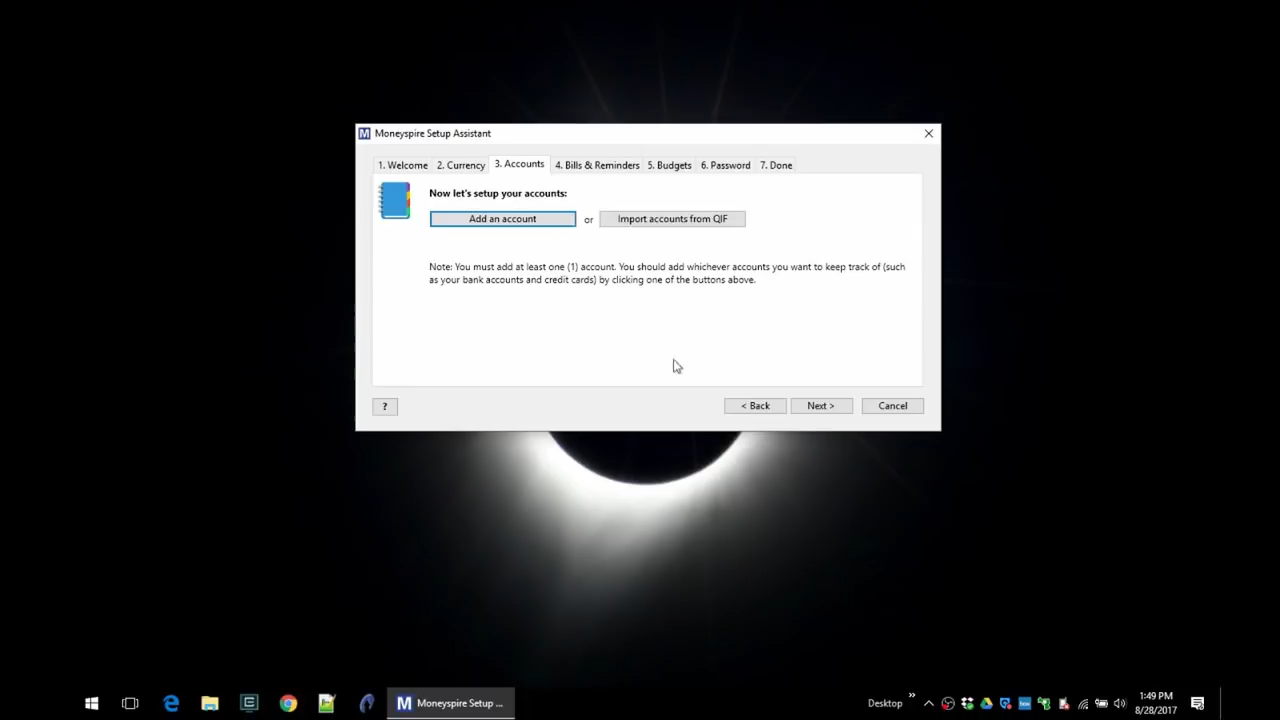 Moneyspire Setup Assistant
1. Welcome 2. Currency 3. Accounts 4. Bills & Reminders 5. Budgets 6. Password 7. Done
Now let's setup your accounts:
Add an account or Import accounts from QIF
Note: You must add at least one (1) account. You should add whichever accounts you want to keep track of (such
as your bank accounts and credit cards) by clicking one of the buttons above.
? < Back Next > Cancel
M Moneyspire Setup ... Desktop 1:49 PM
8/28/2017